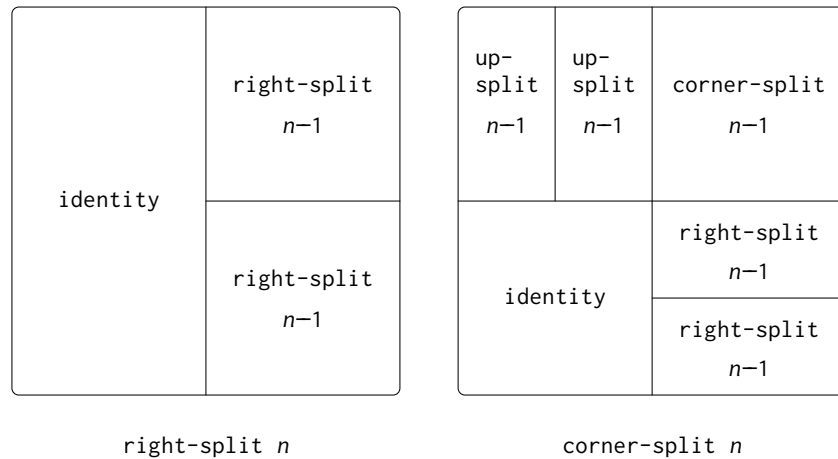 identity
right-split
n−1
right-split
n−1
right-split n
up-
split
n−1
up-
split
n−1
corner-split
n−1
identity
right-split
n−1
right-split
n−1
corner-split n